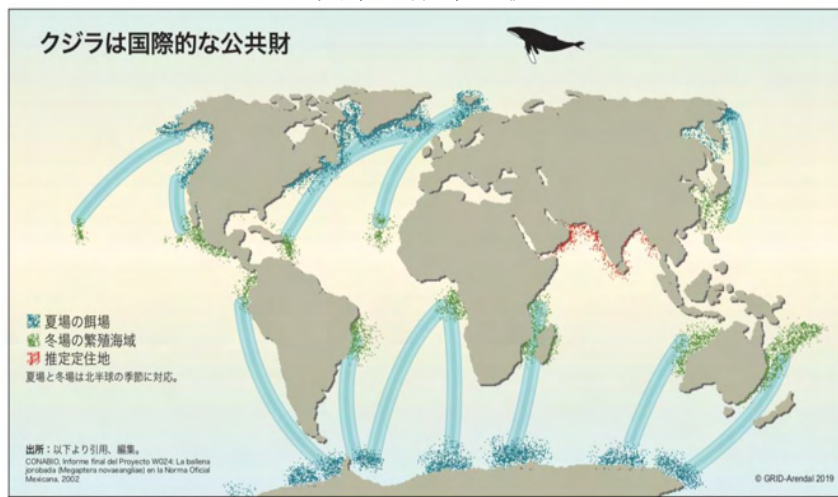 クジラは国際的な公共財
夏場の餌場
冬場の繁殖海域
推定定住地
夏場と冬場は北半球の季節に対応。
出所：以下より引用、編集。
CONABIO, Informe final del Proyecto W024: La ballena
jorobada (Megaptera novaeangliae) en la Norma Oficial
Mexicana, 2002
© GRID-Arendal 2019